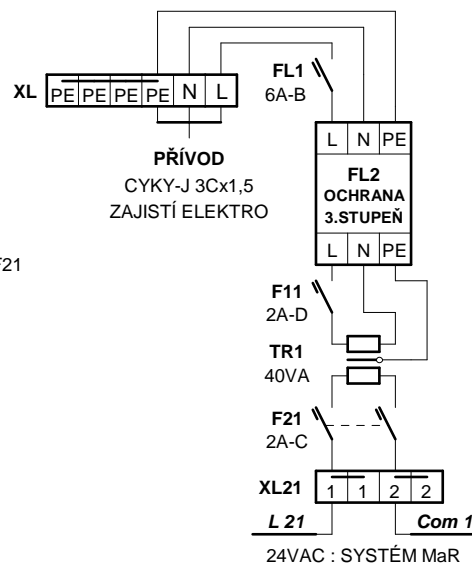 FL1
6A-B
XL PE PE PE PE N L
PŘÍVOD
CYKY-J 3Cx1,5
ZAJISTÍ ELEKTRO
L N PE
FL2
OCHRANA
3.STUPEŇ
L N PE
F11
2A-D
TR1
40VA
F21
2A-C
XL21 1 1 2 2
L 21 Com 1
24VAC : SYSTÉM MaR